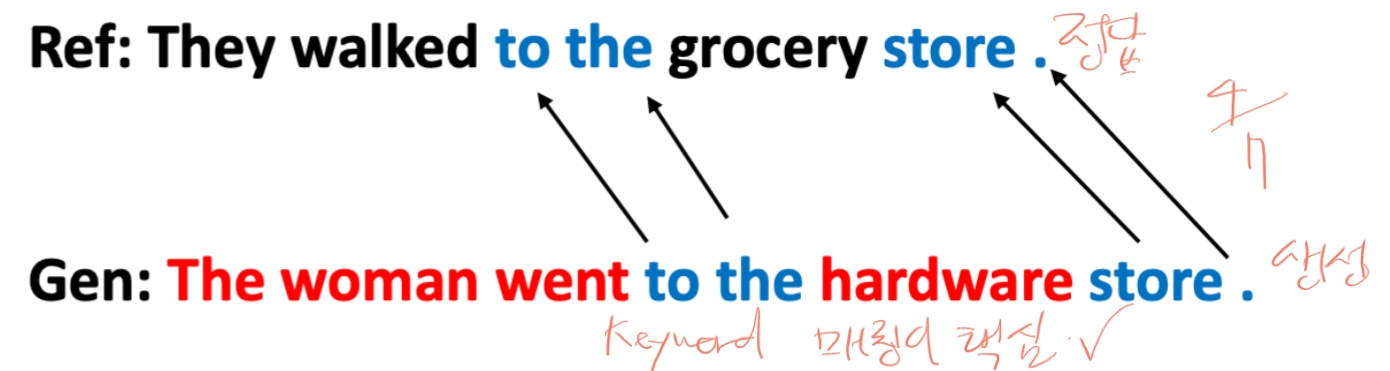 Ref: They walked to the grocery store . 정답
4/7
Gen: The woman went to the hardware store . 생성
Keyword 매칭이 핵심. ✓